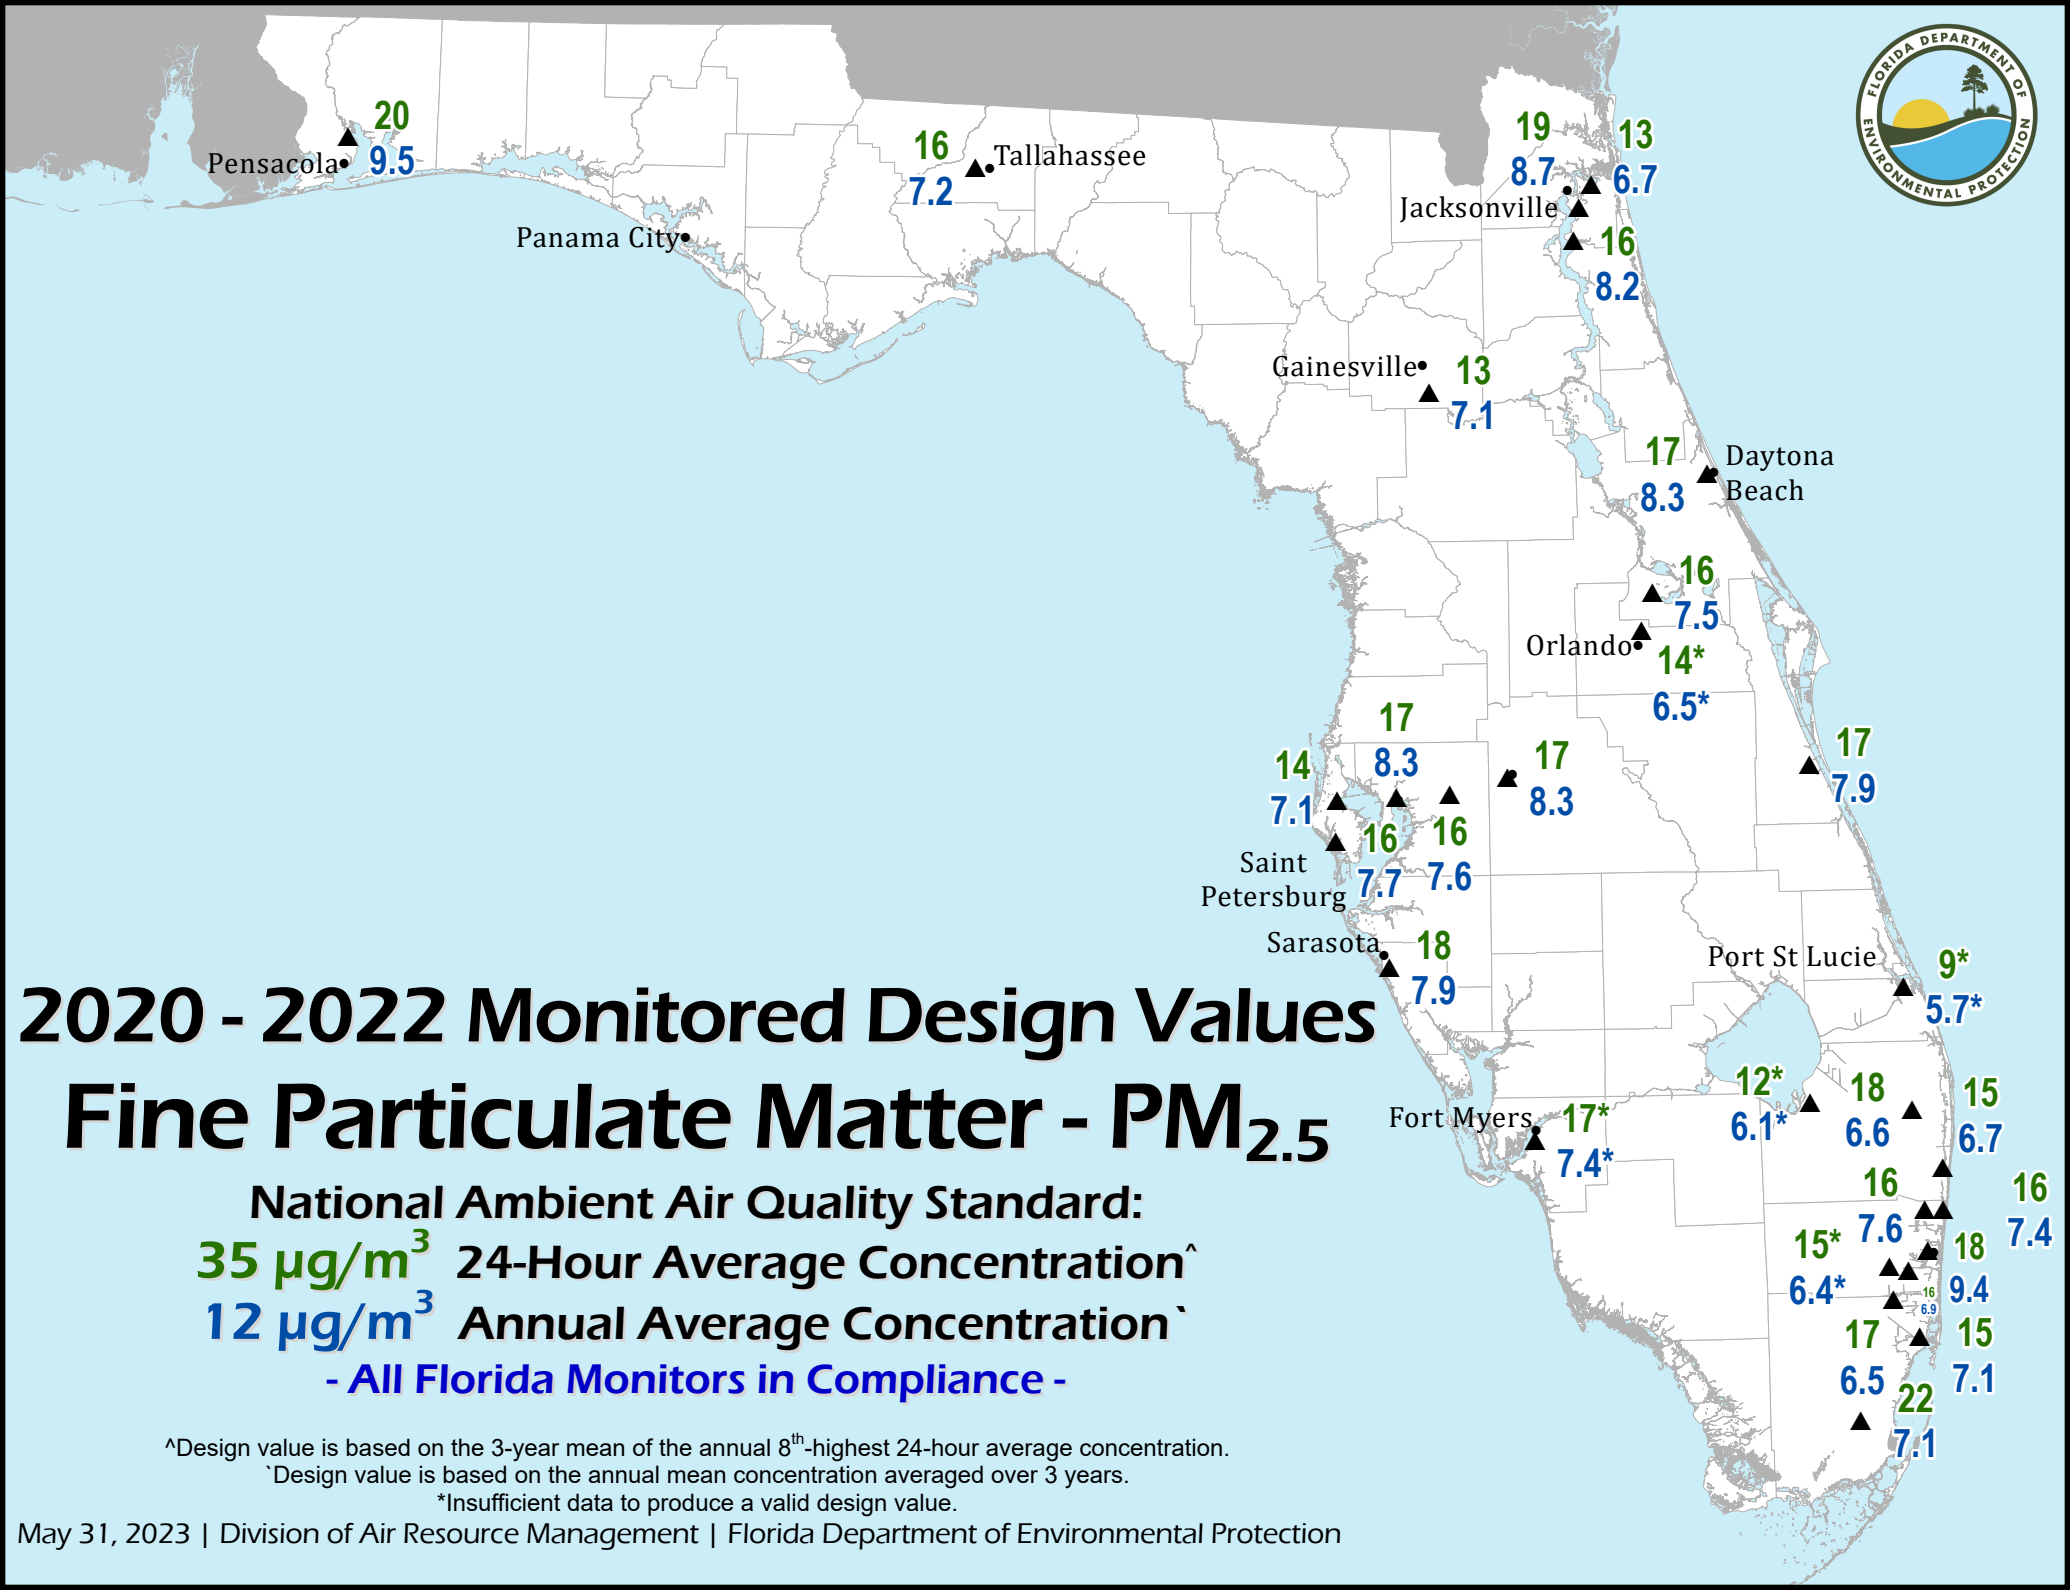 FLORIDA DEPARTMENT OF
ENVIRONMENTAL PROTECTION
20
9.5
Pensacola
Panama City
16
7.2
Tallahassee
19
8.7
13
6.7
Jacksonville
16
8.2
Gainesville
13
7.1
17
8.3
Daytona
Beach
16
7.5
Orlando
14*
6.5*
17
8.3
14
7.1
17
8.3
17
7.9
16
7.7
16
7.6
Saint
Petersburg
Sarasota
18
7.9
Port St Lucie
9*
5.7*
12*
6.1*
18
6.6
15
6.7
Fort Myers
17*
7.4*
16
7.6
16
7.4
15*
6.4*
18
9.4
16
6.9
17
6.5
15
7.1
22
7.1
2020 - 2022 Monitored Design Values
Fine Particulate Matter - PM2.5
National Ambient Air Quality Standard:
35 µg/m³ 24-Hour Average Concentration^
12 µg/m³ Annual Average Concentration`
- All Florida Monitors in Compliance -
^Design value is based on the 3-year mean of the annual 8th-highest 24-hour average concentration.
`Design value is based on the annual mean concentration averaged over 3 years.
*Insufficient data to produce a valid design value.
May 31, 2023 | Division of Air Resource Management | Florida Department of Environmental Protection